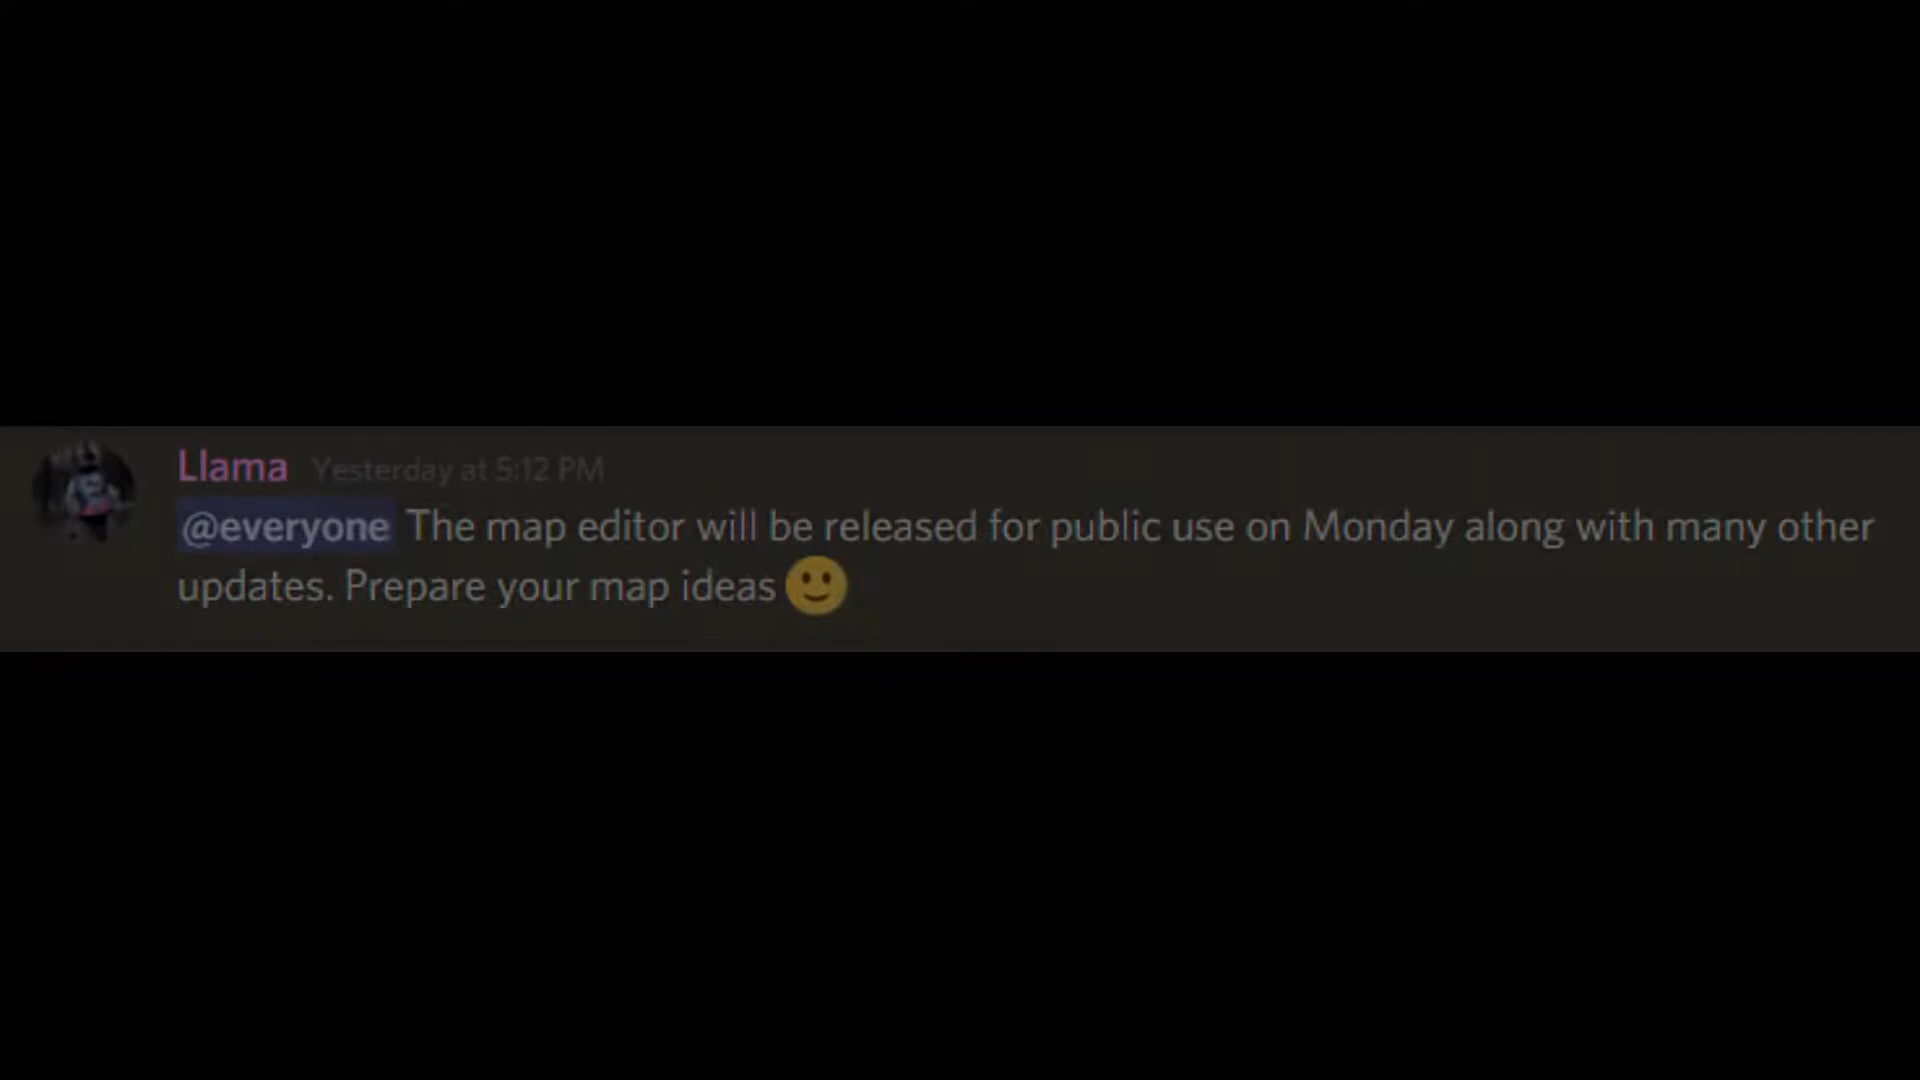 Llama Yesterday at 5:12 PM
@everyone The map editor will be released for public use on Monday along with many other
updates. Prepare your map ideas 🙂